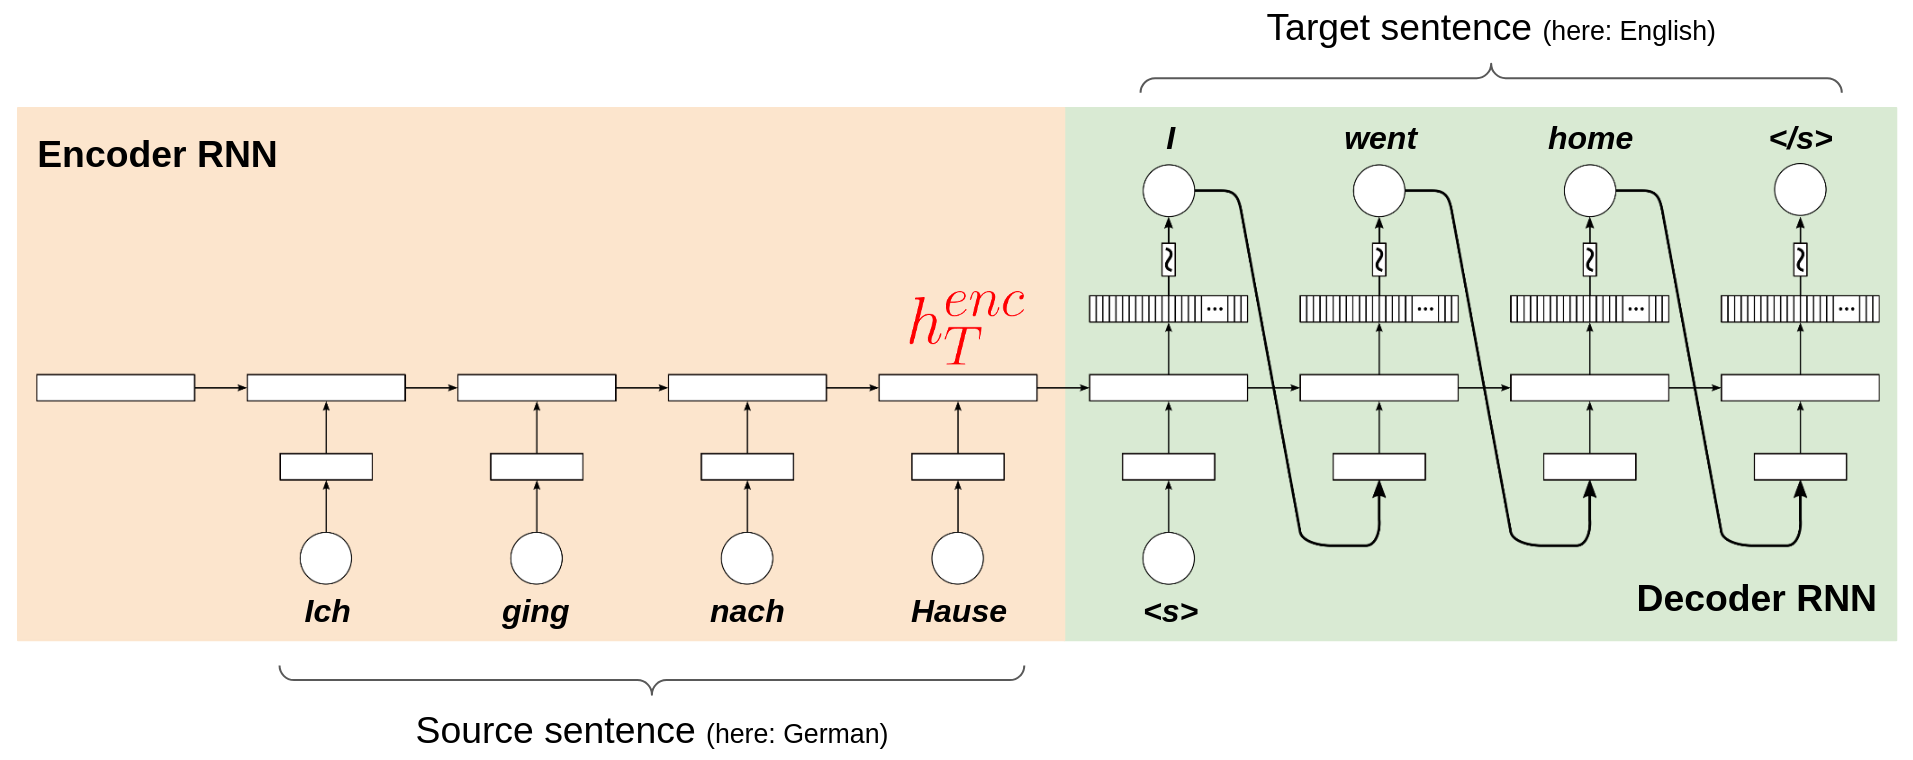 Target sentence (here: English)
Encoder RNN
I went home </s>
h_T^{enc}
... ... ... ...
Ich ging nach Hause <s>
Decoder RNN
Source sentence (here: German)